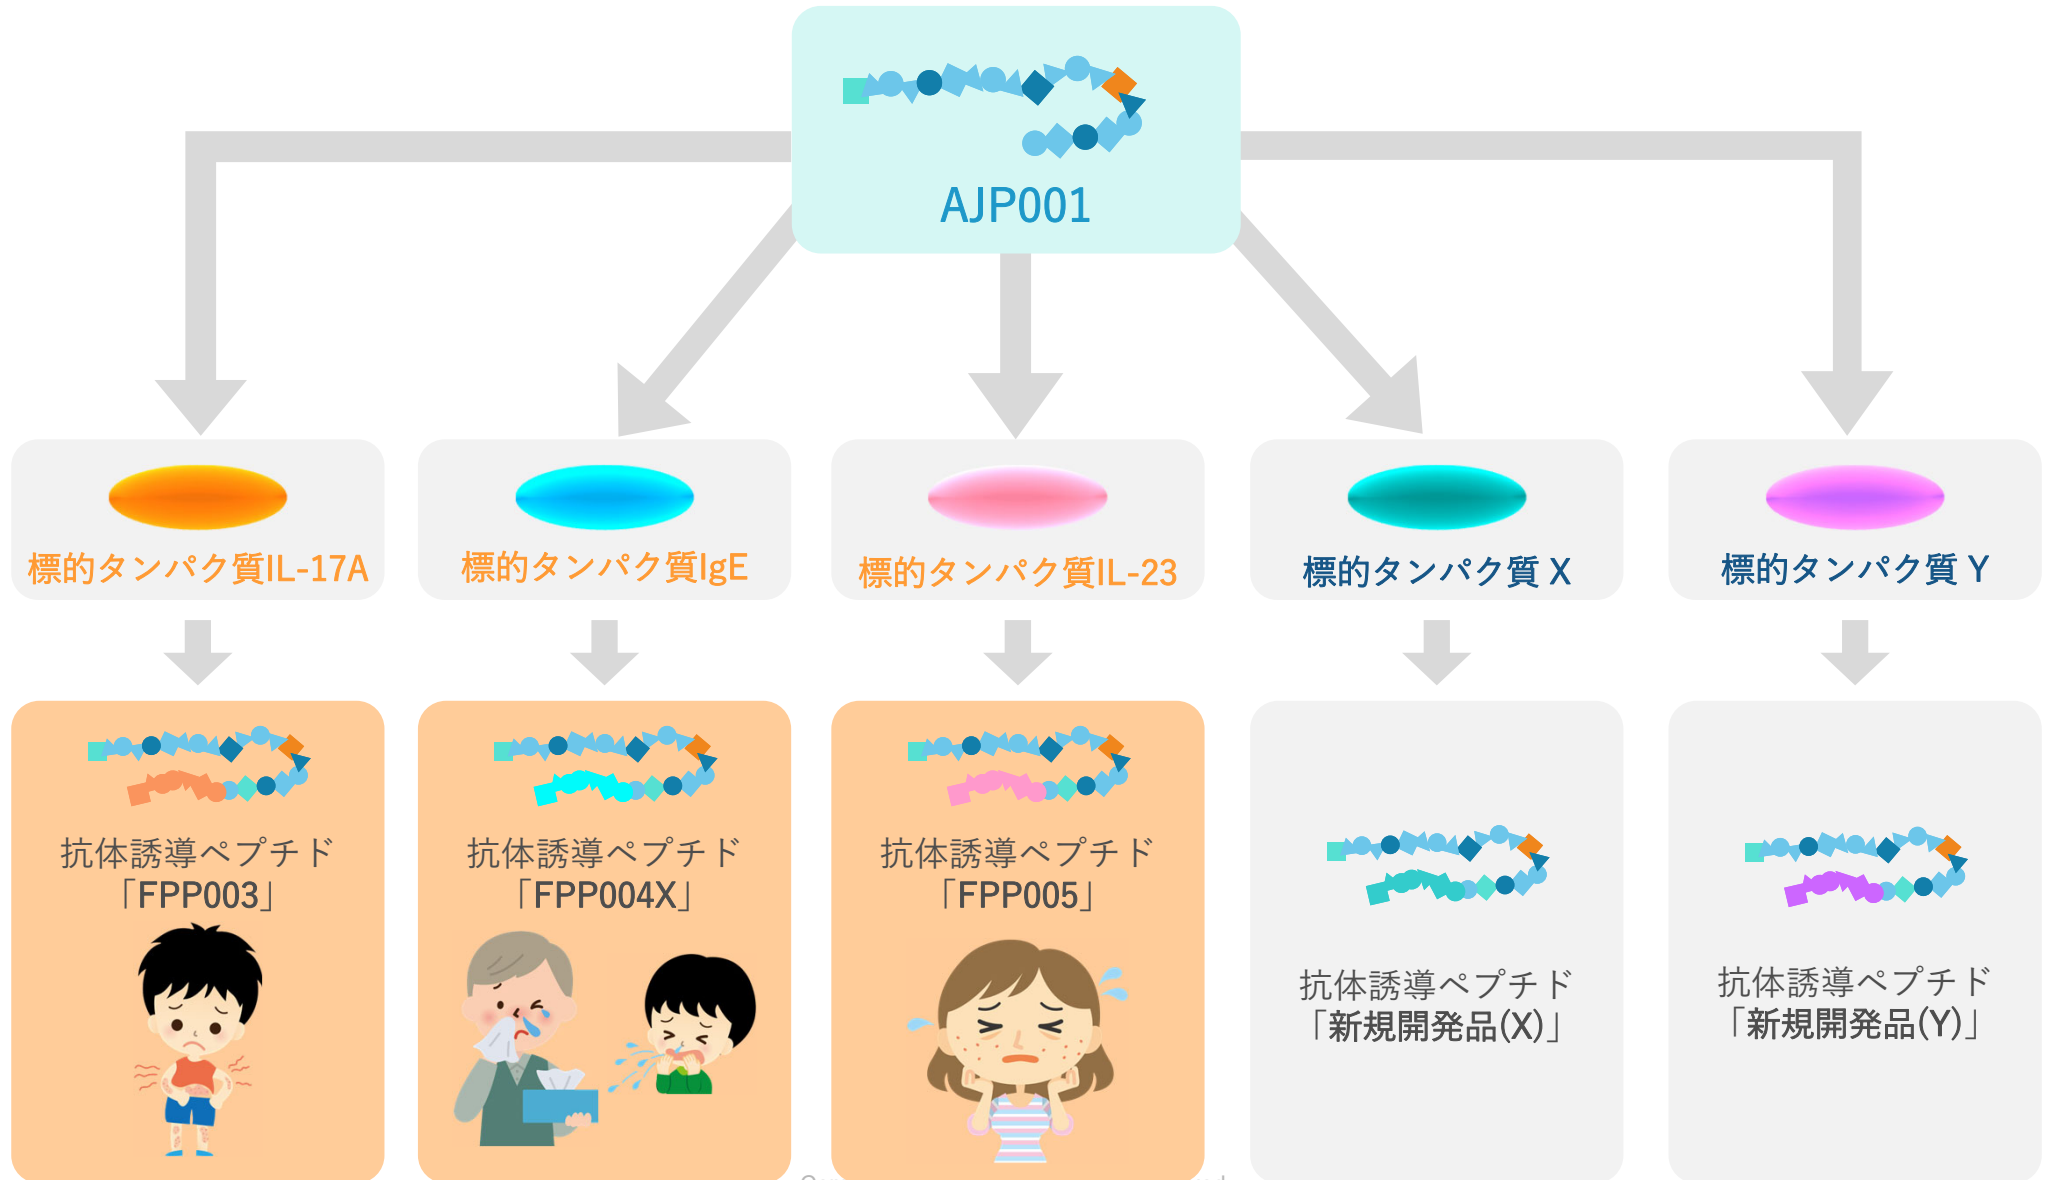 AJP001
標的タンパク質IL-17A
標的タンパク質IgE
標的タンパク質IL-23
標的タンパク質 X
標的タンパク質 Y
抗体誘導ペプチド
「FPP003」
抗体誘導ペプチド
「FPP004X」
抗体誘導ペプチド
「FPP005」
抗体誘導ペプチド
「新規開発品(X)」
抗体誘導ペプチド
「新規開発品(Y)」